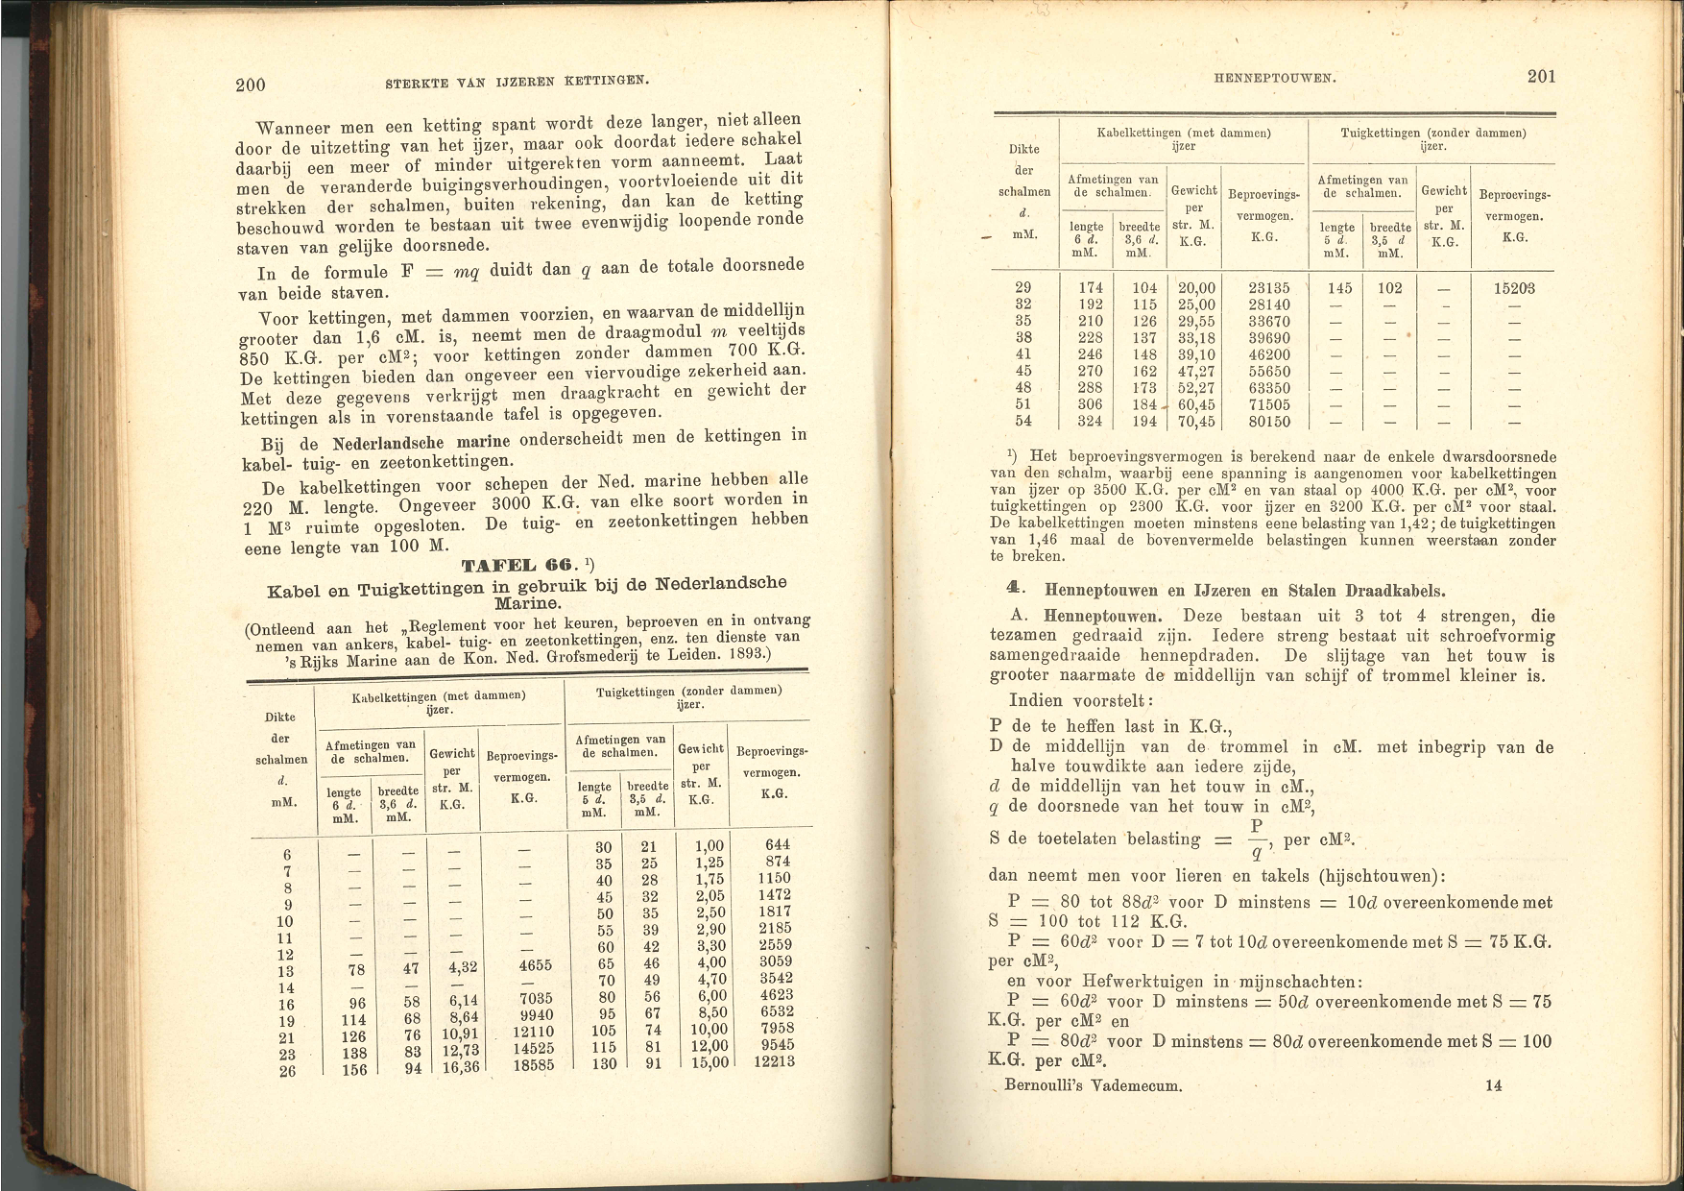 200 STERKTE VAN IJZEREN KETTINGEN.
Wanneer men een ketting spant wordt deze langer, niet alleen
door de uitzetting van het ijzer, maar ook doordat iedere schakel
daarbij een meer of minder uitgerekten vorm aanneemt. Laat
men de veranderde buigingsverhoudingen, voortvloeiende uit dit
strekken der schalmen, buiten rekening, dan kan de ketting
beschouwd worden te bestaan uit twee evenwijdig loopende ronde
staven van gelijke doorsnede.
In de formule F = mq duidt dan q aan de totale doorsnede
van beide staven.
Voor kettingen, met dammen voorzien, en waarvan de middellijn
grooter dan 1,6 cM. is, neemt men de draagmodul m veeltijds
850 K.G. per cM²; voor kettingen zonder dammen 700 K.G.
De kettingen bieden dan ongeveer een viervoudige zekerheid aan.
Met deze gegevens verkrijgt men draagkracht en gewicht der
kettingen als in vorenstaande tafel is opgegeven.
Bij de Nederlandsche marine onderscheidt men de kettingen in
kabel- tuig- en zeetonkettingen.
De kabelkettingen voor schepen der Ned. marine hebben alle
220 M. lengte. Ongeveer 3000 K.G. van elke soort worden in
1 M³ ruimte opgesloten. De tuig- en zeetonkettingen hebben
eene lengte van 100 M.
TAFEL 66. ¹)
Kabel en Tuigkettingen in gebruik bij de Nederlandsche
Marine.
(Ontleend aan het „Reglement voor het keuren, beproeven en in ontvang
nemen van ankers, kabel- tuig- en zeetonkettingen, enz. ten dienste van
's Rijks Marine aan de Kon. Ned. Grofsmederij te Leiden. 1893.)
Dikte der schalmen d. mM.
Kabelkettingen (met dammen) ijzer.
Afmetingen van de schalmen.
lengte 6 d. mM.
breedte 3,6 d. mM.
Gewicht per str. M. K.G.
Beproevings- vermogen. K.G.
Tuigkettingen (zonder dammen) ijzer.
Afmetingen van de schalmen.
lengte 5 d. mM.
breedte 3,5 d. mM.
Gewicht per str. M. K.G.
Beproevings- vermogen. K.G.
6 — — — — 30 21 1,00 644
7 — — — — 35 25 1,25 874
8 — — — — 40 28 1,75 1150
9 — — — — 45 32 2,05 1472
10 — — — — 50 35 2,50 1817
11 — — — — 55 39 2,90 2185
12 — — — — 60 42 3,30 2559
13 78 47 4,32 4655 65 46 4,00 3059
14 — — — — 70 49 4,70 3542
16 96 58 6,14 7035 80 56 6,00 4623
19 114 68 8,64 9940 95 67 8,50 6532
21 126 76 10,91 12110 105 74 10,00 7958
23 138 83 12,73 14525 115 81 12,00 9545
26 156 94 16,36 18585 130 91 15,00 12213
HENNEPTOUWEN. 201
Dikte der schalmen d. mM.
Kabelkettingen (met dammen) ijzer
Afmetingen van de schalmen.
lengte 6 d. mM.
breedte 3,6 d. mM.
Gewicht per str. M. K.G.
Beproevings- vermogen. K.G.
Tuigkettingen (zonder dammen) ijzer.
Afmetingen van de schalmen.
lengte 5 d. mM.
breedte 3,5 d mM.
Gewicht per str. M. K.G.
Beproevings- vermogen. K.G.
29 174 104 20,00 23135 145 102 — 15203
32 192 115 25,00 28140 — — - —
35 210 126 29,55 33670 — — — —
38 228 137 33,18 39690 — — — —
41 246 148 39,10 46200 — — — —
45 270 162 47,27 55650 — — — —
48 288 173 52,27 63350 — — — —
51 306 184 60,45 71505 — — — —
54 324 194 70,45 80150 — — — —
¹) Het beproevingsvermogen is berekend naar de enkele dwarsdoorsnede
van den schalm, waarbij eene spanning is aangenomen voor kabelkettingen
van ijzer op 3500 K.G. per cM² en van staal op 4000 K.G. per cM², voor
tuigkettingen op 2300 K.G. voor ijzer en 3200 K.G. per cM² voor staal.
De kabelkettingen moeten minstens eene belasting van 1,42; de tuigkettingen
van 1,46 maal de bovenvermelde belastingen kunnen weerstaan zonder
te breken.
4. Henneptouwen en IJzeren en Stalen Draadkabels.
A. Henneptouwen. Deze bestaan uit 3 tot 4 strengen, die
tezamen gedraaid zijn. Iedere streng bestaat uit schroefvormig
samengedraaide hennepdraden. De slijtage van het touw is
grooter naarmate de middellijn van schijf of trommel kleiner is.
Indien voorstelt:
P de te heffen last in K.G.,
D de middellijn van de trommel in cM. met inbegrip van de
halve touwdikte aan iedere zijde,
d de middellijn van het touw in cM.,
q de doorsnede van het touw in cM²,
S de toetelaten belasting = P/q, per cM².
dan neemt men voor lieren en takels (hijschtouwen):
P = 80 tot 88d² voor D minstens = 10d overeenkomende met
S = 100 tot 112 K.G.
P = 60d² voor D = 7 tot 10d overeenkomende met S = 75 K.G.
per cM²,
en voor Hefwerktuigen in mijnschachten:
P = 60d² voor D minstens = 50d overeenkomende met S = 75
K.G. per cM² en
P = 80d² voor D minstens = 80d overeenkomende met S = 100
K.G. per cM².
Bernoulli's Vademecum. 14